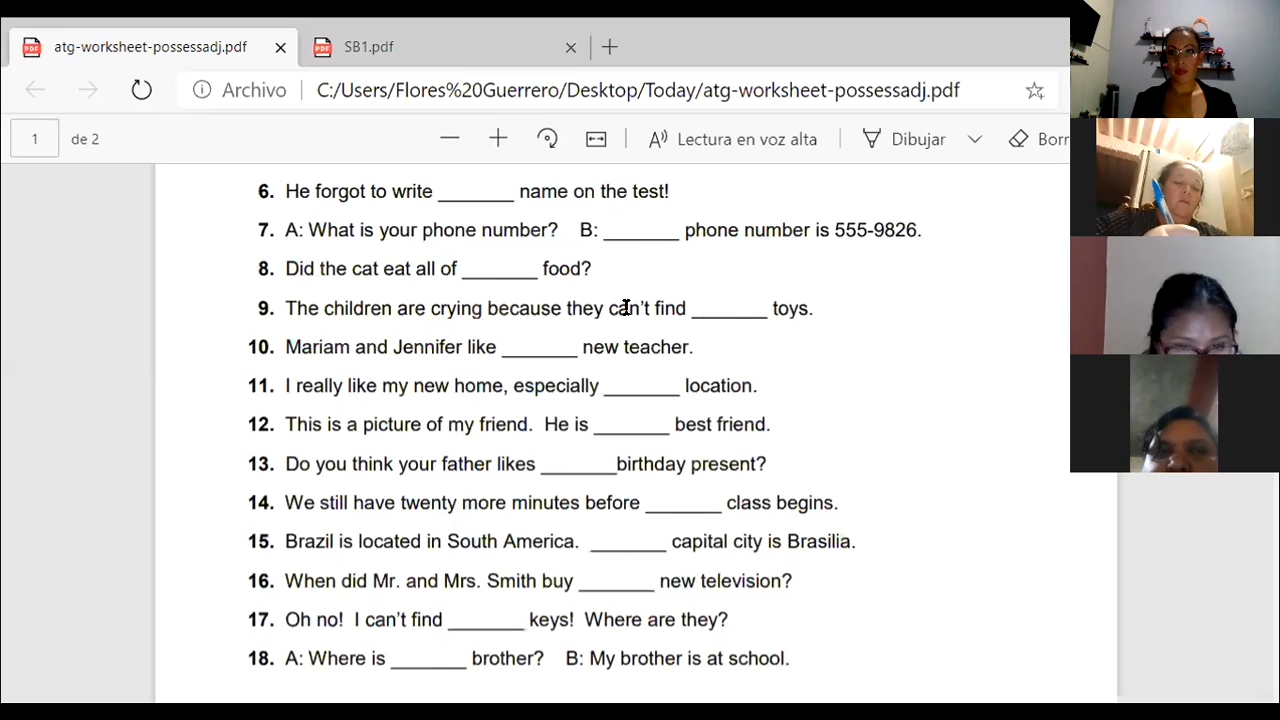 atg-worksheet-possessadj.pdf
SB1.pdf
Archivo C:/Users/Flores%20Guerrero/Desktop/Today/atg-worksheet-possessadj.pdf
1 de 2 Lectura en voz alta Dibujar Borr
6. He forgot to write _______ name on the test!
7. A: What is your phone number? B: _______ phone number is 555-9826.
8. Did the cat eat all of _______ food?
9. The children are crying because they can't find _______ toys.
10. Mariam and Jennifer like _______ new teacher.
11. I really like my new home, especially _______ location.
12. This is a picture of my friend. He is _______ best friend.
13. Do you think your father likes _______birthday present?
14. We still have twenty more minutes before _______ class begins.
15. Brazil is located in South America. _______ capital city is Brasilia.
16. When did Mr. and Mrs. Smith buy _______ new television?
17. Oh no! I can't find _______ keys! Where are they?
18. A: Where is _______ brother? B: My brother is at school.